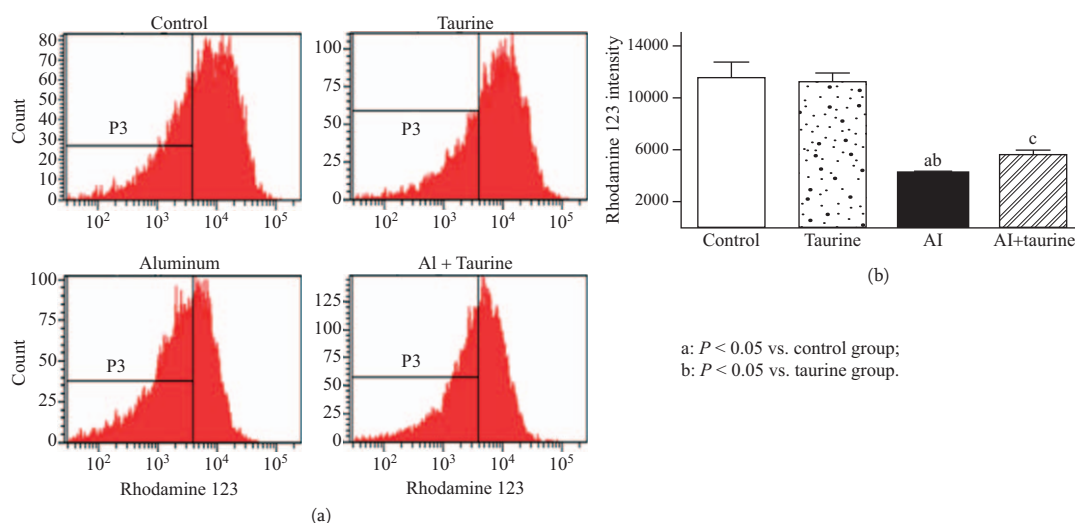 Control
Count
80
70
60
50
40
30
20
10
0
P3
10² 10³ 10⁴ 10⁵
Taurine
100
75
50
25
0
P3
10² 10³ 10⁴ 10⁵
Aluminum
Count
100
75
50
25
0
P3
10² 10³ 10⁴ 10⁵
Rhodamine 123
Al + Taurine
125
100
75
50
25
0
P3
10² 10³ 10⁴ 10⁵
Rhodamine 123
(a)
Rhodamine 123 intensity
14000
10000
6000
2000
ab
c
Control Taurine AI AI+taurine
(b)
a: P < 0.05 vs. control group;
b: P < 0.05 vs. taurine group.